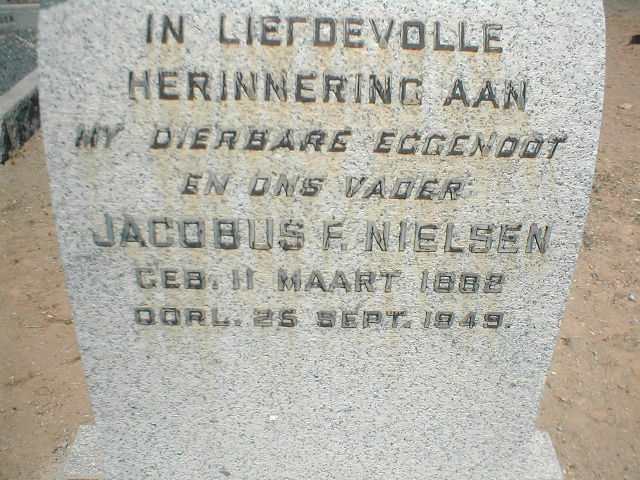 IN LIEFDEVOLLE
HERINNERING AAN
MY DIERBARE EGGENOOT
EN ONS VADER
JACOBUS F. NIELSEN
GEB. 11 MAART 1882
OORL. 25 SEPT. 1949.